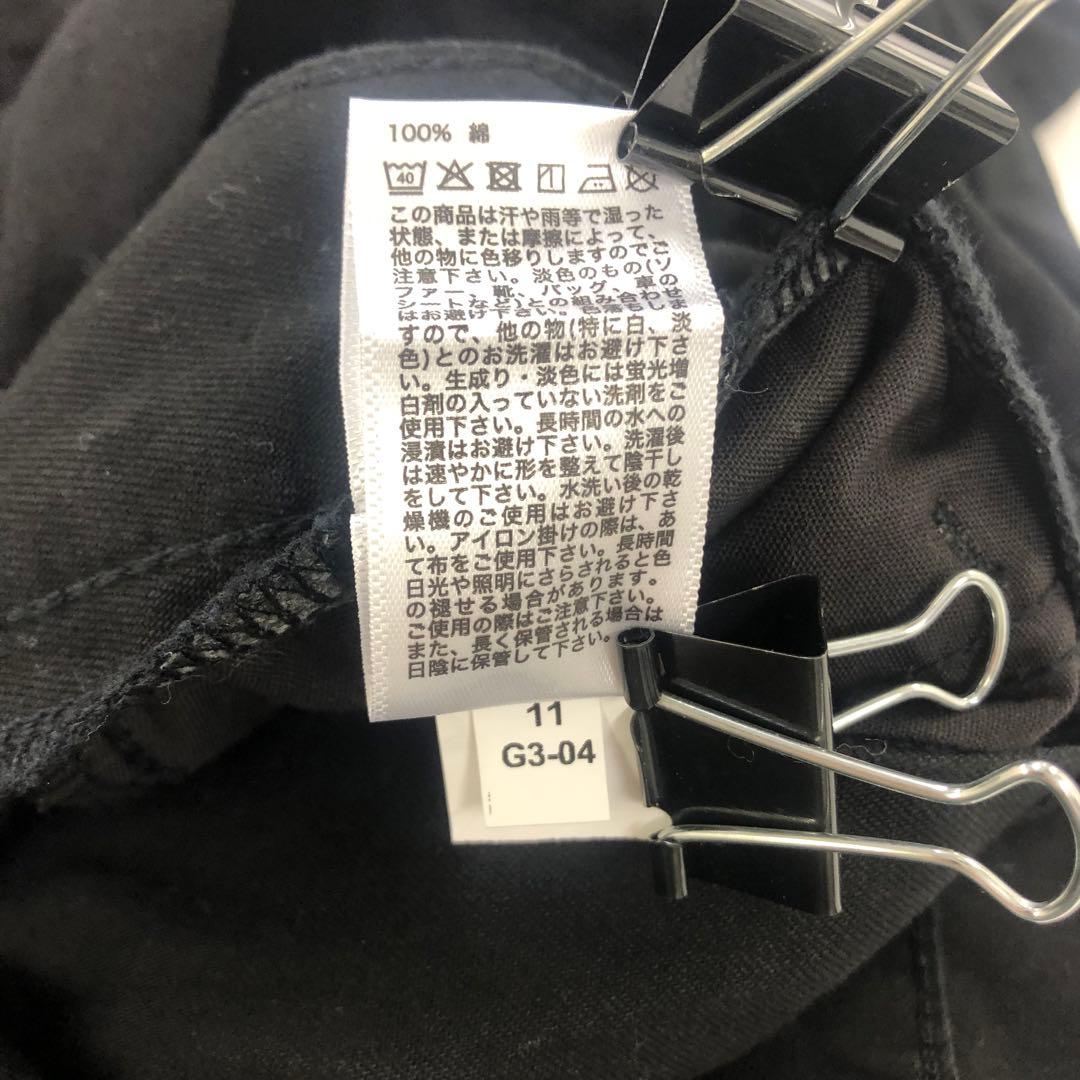 100% 綿
40
この商品は汗や雨等で湿った
状態、または摩擦によって、
他の物に色移りしますのでご
注意下さい。淡色のもの(ソ
ファー、靴、バッグ、車の
シートなど)との組み合わせ
はお避け下さい。色落ちしま
すので、他の物(特に白、淡
色)とのお洗濯はお避け下さ
い。生成り・淡色には蛍光増
白剤の入っていない洗剤をご
使用下さい。長時間の水への
浸漬はお避け下さい。洗濯後
は速やかに形を整えて陰干し
をして下さい。水洗い後の乾
燥機のご使用はお避け下さ
い。アイロン掛けの際は、あ
て布をご使用下さい。長時間
日光や照明にさらされると色
の褪せる場合があります。
ご使用の際はご注意下さい。
また、長く保管される場合は
日陰に保管して下さい。
11
G3-04